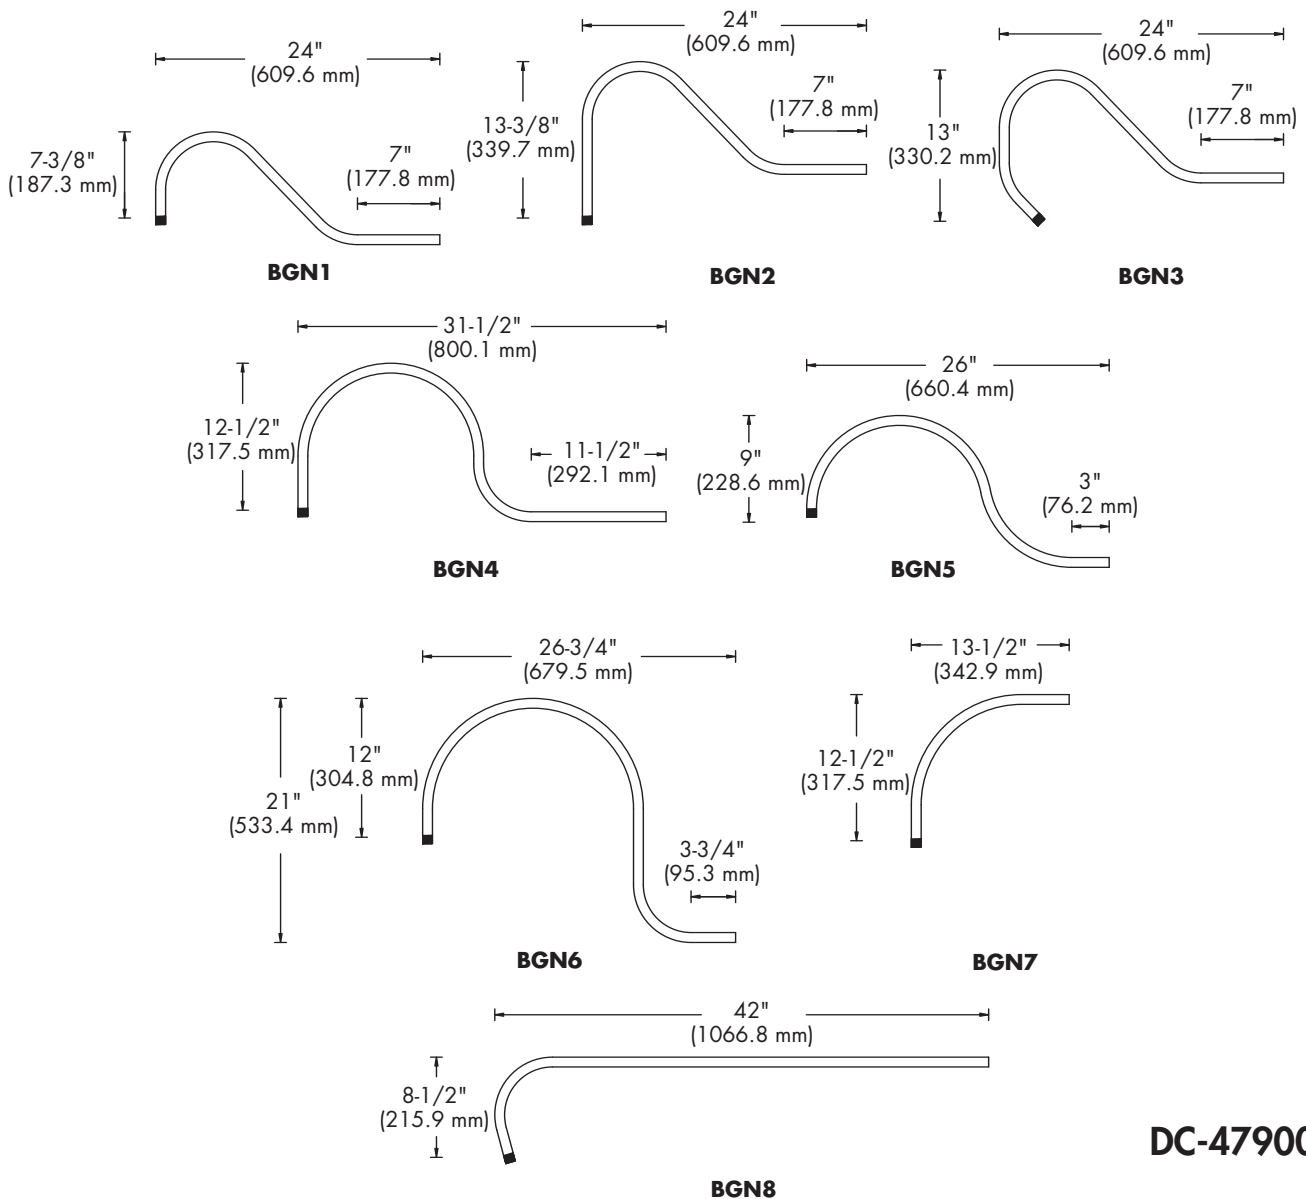 24"
(609.6 mm)
7-3/8"
(187.3 mm)
7"
(177.8 mm)
BGN1
24"
(609.6 mm)
13-3/8"
(339.7 mm)
7"
(177.8 mm)
BGN2
24"
(609.6 mm)
13"
(330.2 mm)
7"
(177.8 mm)
BGN3
31-1/2"
(800.1 mm)
12-1/2"
(317.5 mm)
11-1/2"
(292.1 mm)
BGN4
26"
(660.4 mm)
9"
(228.6 mm)
3"
(76.2 mm)
BGN5
26-3/4"
(679.5 mm)
12"
(304.8 mm)
21"
(533.4 mm)
3-3/4"
(95.3 mm)
BGN6
13-1/2"
(342.9 mm)
12-1/2"
(317.5 mm)
BGN7
42"
(1066.8 mm)
8-1/2"
(215.9 mm)
BGN8
DC-47900